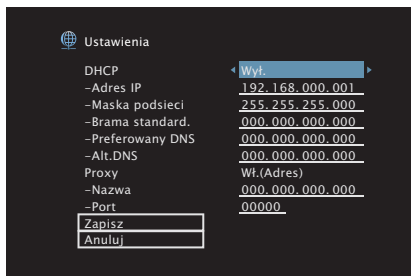 Ustawienia
DHCP Wył.
–Adres IP 192. 168. 000. 001
–Maska podsieci 255. 255. 255. 000
–Brama standard. 000. 000. 000. 000
–Preferowany DNS 000. 000. 000. 000
–Alt.DNS 000. 000. 000. 000
Proxy Wł.(Adres)
–Nazwa 000. 000. 000. 000
–Port 00000
Zapisz
Anuluj